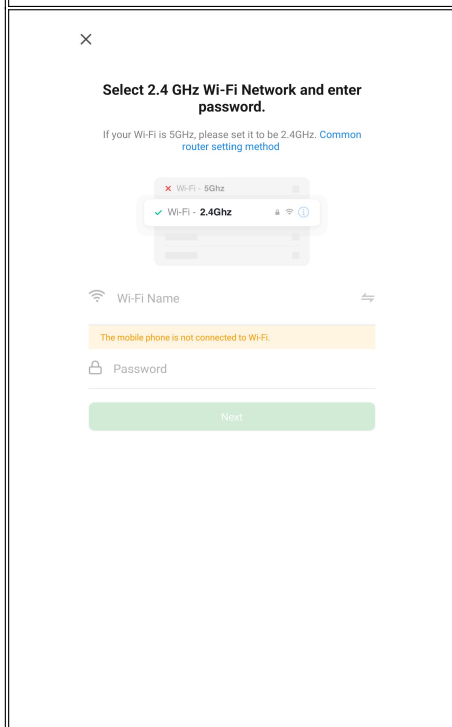 Select 2.4 GHz Wi-Fi Network and enter
password.
If your Wi-Fi is 5GHz, please set it to be 2.4GHz. Common
router setting method
Wi-Fi - 5Ghz
Wi-Fi - 2.4Ghz
Wi-Fi Name
The mobile phone is not connected to Wi-Fi.
Password
Next